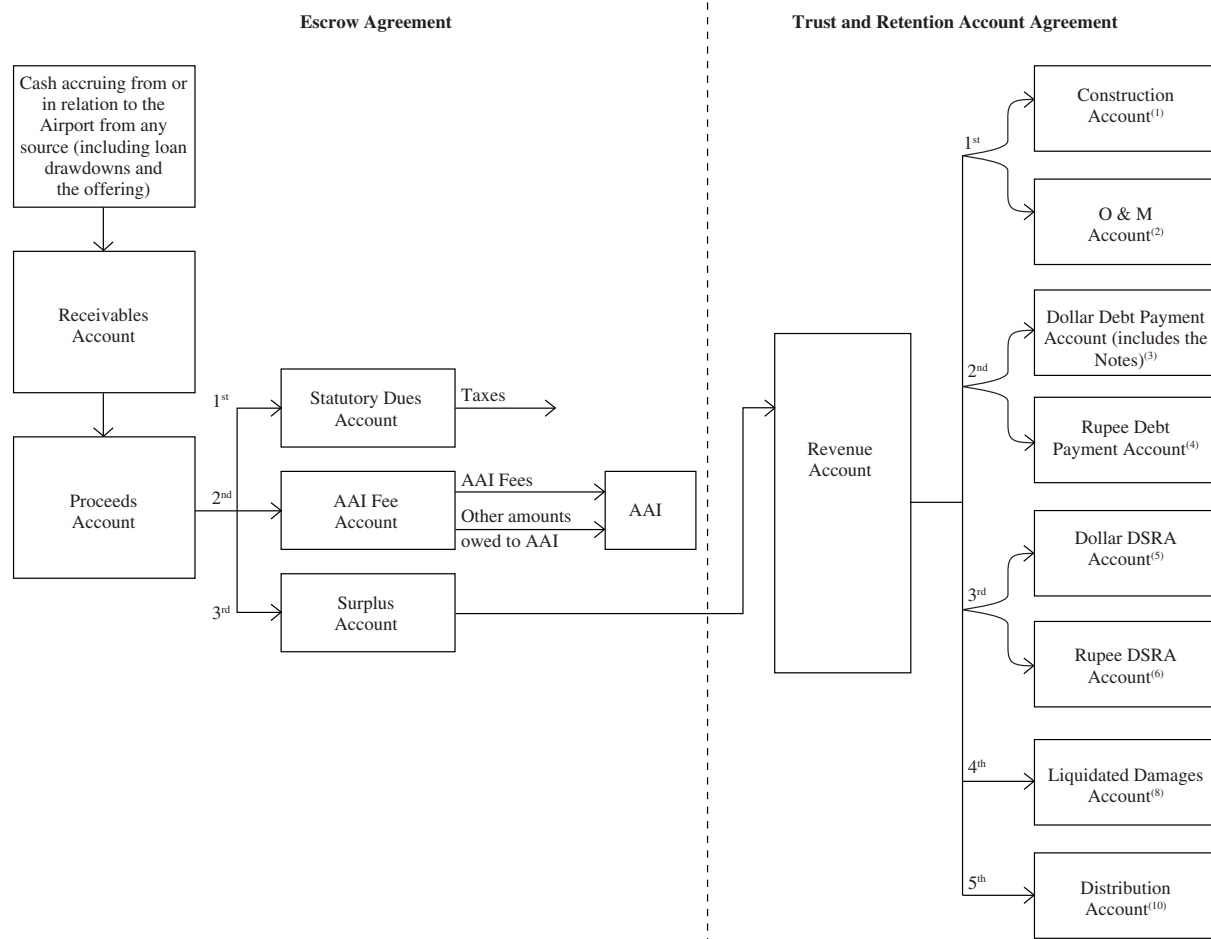 Escrow Agreement
Trust and Retention Account Agreement
Cash accruing from or
in relation to the
Airport from any
source (including loan
drawdowns and
the offering)
Receivables
Account
Proceeds
Account
1st
Statutory Dues
Account
Taxes
2nd
AAI Fee
Account
AAI Fees
Other amounts
owed to AAI
AAI
3rd
Surplus
Account
Revenue
Account
1st
Construction
Account(1)
O & M
Account(2)
2nd
Dollar Debt Payment
Account (includes the
Notes)(3)
Rupee Debt
Payment Account(4)
3rd
Dollar DSRA
Account(5)
Rupee DSRA
Account(6)
4th
Liquidated Damages
Account(8)
5th
Distribution
Account(10)